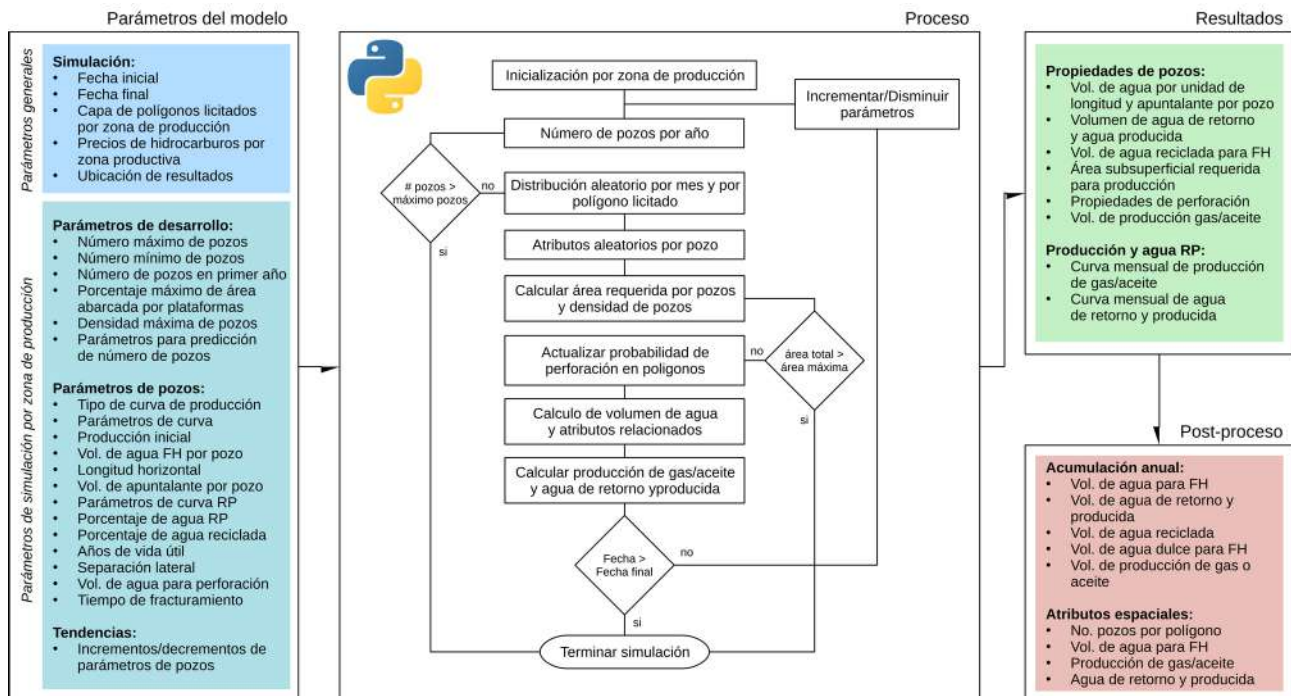 Parámetros del modelo
Parámetros generales
Simulación:
• Fecha inicial
• Fecha final
• Capa de polígonos licitados
por zona de producción
• Precios de hidrocarburos por
zona productiva
• Ubicación de resultados
Parámetros de simulación por zona de producción
Parámetros de desarrollo:
• Número máximo de pozos
• Número mínimo de pozos
• Número de pozos en primer año
• Porcentaje máximo de área
abarcada por plataformas
• Densidad máxima de pozos
• Parámetros para predicción
de número de pozos
Parámetros de pozos:
• Tipo de curva de producción
• Parámetros de curva
• Producción inicial
• Vol. de agua FH por pozo
• Longitud horizontal
• Vol. de apuntalante por pozo
• Parámetros de curva RP
• Porcentaje de agua RP
• Porcentaje de agua reciclada
• Años de vida útil
• Separación lateral
• Vol. de agua para perforación
• Tiempo de fracturamiento
Tendencias:
• Incrementos/decrementos de
parámetros de pozos
Proceso
Inicialización por zona de producción
Incrementar/Disminuir
parámetros
Número de pozos por año
# pozos >
máximo pozos
no
si
Distribución aleatorio por mes y por
polígono licitado
Atributos aleatorios por pozo
Calcular área requerida por pozos
y densidad de pozos
área total >
área máxima
no
si
Actualizar probabilidad de
perforación en poligonos
Calculo de volumen de agua
y atributos relacionados
Calcular producción de gas/aceite
y agua de retorno yproducida
Fecha >
Fecha final
no
si
Terminar simulación
Resultados
Propiedades de pozos:
• Vol. de agua por unidad de
longitud y apuntalante por pozo
• Volumen de agua de retorno
y agua producida
• Vol. de agua reciclada para FH
• Área subsuperficial requerida
para producción
• Propiedades de perforación
• Vol. de producción gas/aceite
Producción y agua RP:
• Curva mensual de producción
de gas/aceite
• Curva mensual de agua
de retorno y producida
Post-proceso
Acumulación anual:
• Vol. de agua para FH
• Vol. de agua de retorno y
producida
• Vol. de agua reciclada
• Vol. de agua dulce para FH
• Vol. de producción de gas o
aceite
Atributos espaciales:
• No. pozos por polígono
• Vol. de agua para FH
• Producción de gas/aceite
• Agua de retorno y producida